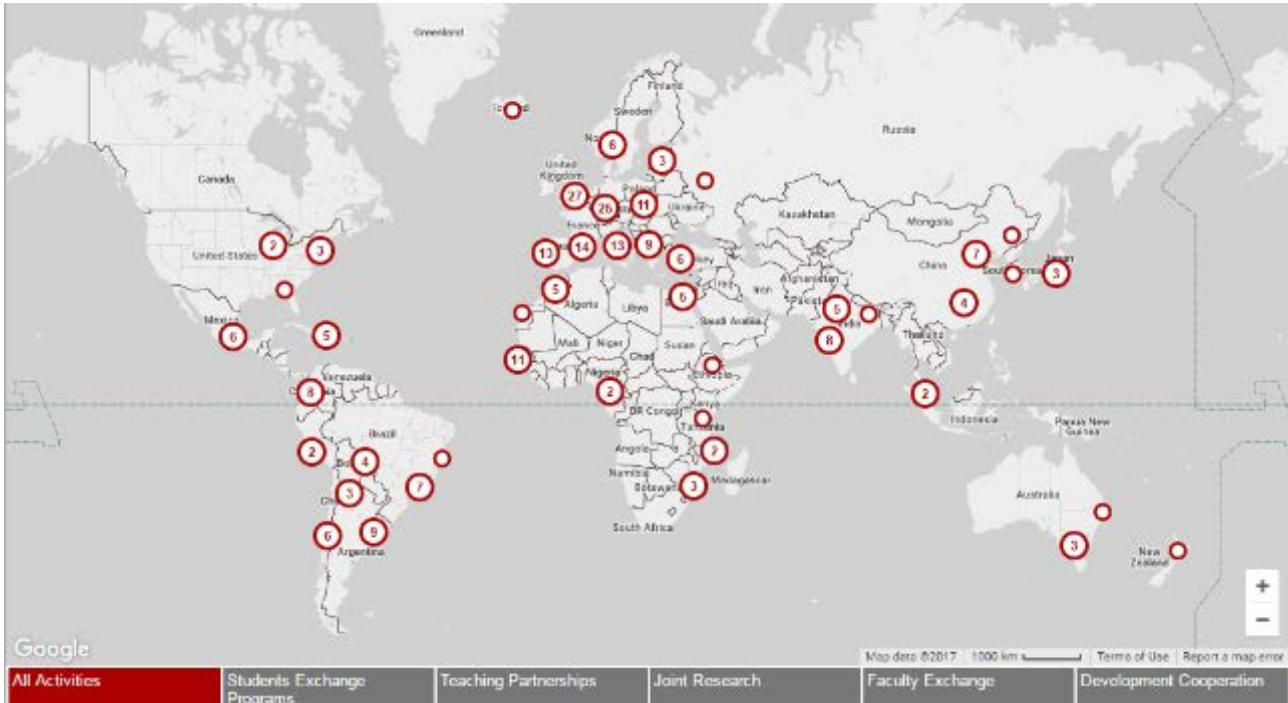 Greenland
Finland
Sweden
Russia
United
Kingdom
Canada
Poland
Ukraine
Kazakhstan
Mongolia
France
United States
China
Japan
Afghanistan
Iraq
Iran
Algeria
Libya
Saudi Arabia
India
Mexico
Mali
Niger
Chad
Sudan
Thailand
Venezuela
Nigeria
Ethiopia
DR Congo
Kenya
Tanzania
Indonesia
Papua New
Guinea
Brazil
Angola
Namibia
Botswana
Madagascar
Australia
South Africa
Argentina
New
Zealand
6
3
27
26
11
2
3
13
14
13
9
6
7
3
5
4
6
5
8
11
8
2
2
2
4
2
3
7
3
6
9
3
+
−
Google
Map data ©2017
1000 km
Terms of Use
Report a map error
All Activities
Students Exchange
Programs
Teaching Partnerships
Joint Research
Faculty Exchange
Development Cooperation